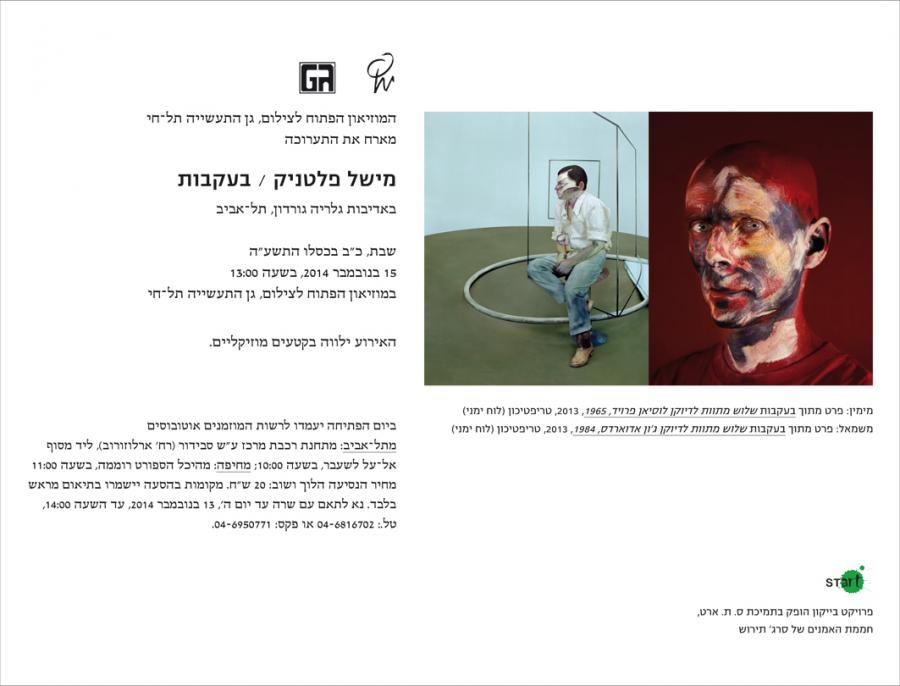 GA
המוזיאון הפתוח לצילום, גן התעשייה תל־חי
מארח את התערוכה
מישל פלטניק / בעקבות
באדיבות גלריה גורדון, תל־אביב
שבת, כ״ב בכסלו התשע״ה
15 בנובמבר 2014, בשעה 13:00
במוזיאון הפתוח לצילום, גן התעשייה תל־חי
האירוע ילווה בקטעים מוזיקליים.
ביום הפתיחה יעמדו לרשות המוזמנים אוטובוסים
מתל־אביב: מתחנת רכבת מרכז ע״ש סבידור (רח׳ ארלוזורוב), ליד מסוף
אל־על לשעבר, בשעה 10:00; מחיפה: מהיכל הספורט רוממה, בשעה 11:00
מחיר הנסיעה הלוך ושוב: 20 ש״ח. מקומות בהסעה יישמרו בתיאום מראש
בלבד. נא לתאם עם שרה עד יום ה׳, 13 בנובמבר 2014, עד השעה 14:00,
טל.: 04-6816702 או פקס: 04-6950771.
מימין: פרט מתוך בעקבות שלוש מתוות לדיוקן לוסיאן פרויד, 1965, 2013, טריפטיכון (לוח ימני)
משמאל: פרט מתוך בעקבות שלוש מתוות לדיוקן ג׳ון אדוארדס, 1984, 2013, טריפטיכון (לוח ימני)
START
פרויקט בייקון הופק בתמיכת ס. ת. ארט,
חממת האמנים של סרג׳ תירוש